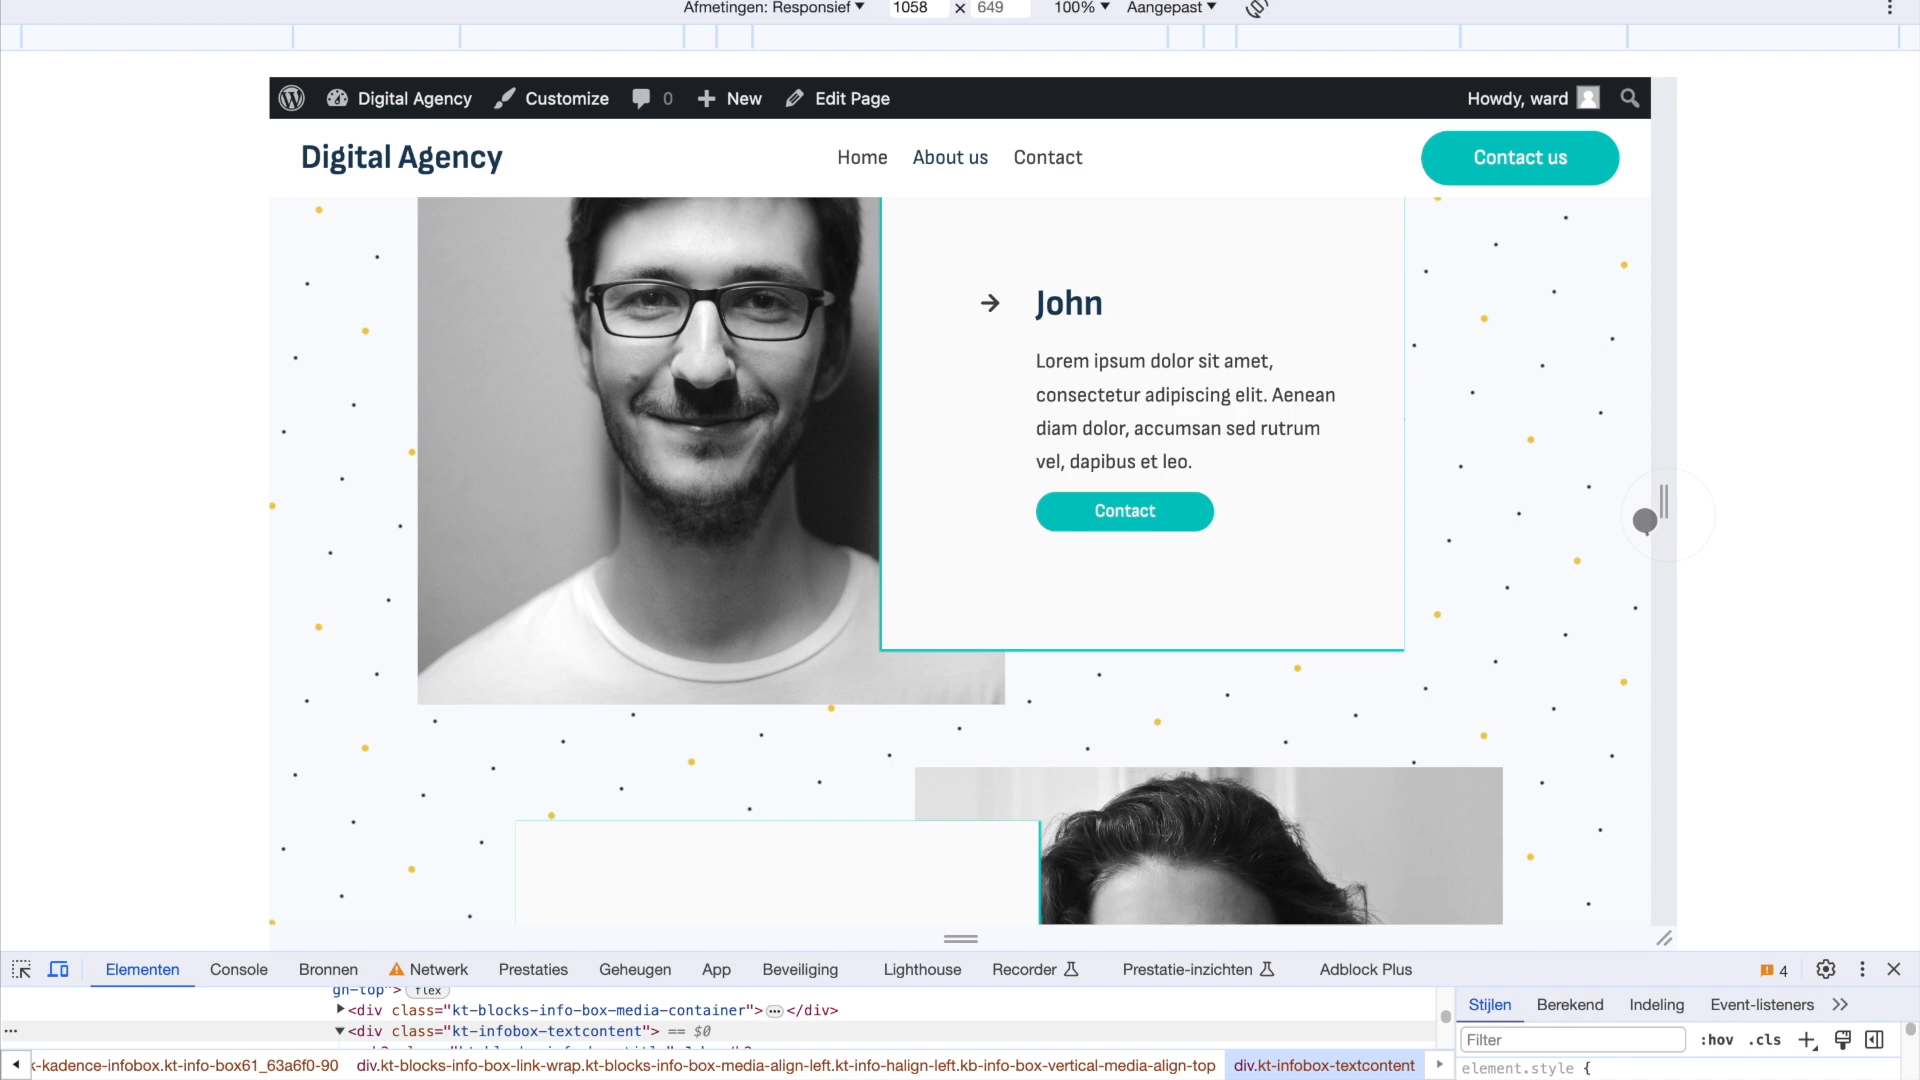 Afmetingen: Responsief 1058 × 649 100% Aangepast
Digital Agency Customize 0 New Edit Page Howdy, ward
Digital Agency Home About us Contact Contact us
John
Lorem ipsum dolor sit amet,
consectetur adipiscing elit. Aenean
diam dolor, accumsan sed rutrum
vel, dapibus et leo.
Contact
Elementen Console Bronnen Netwerk Prestaties Geheugen App Beveiliging Lighthouse Recorder Prestatie-inzichten Adblock Plus 4
gn-top"> flex
<div class="kt-blocks-info-box-media-container">…</div>
<div class="kt-infobox-textcontent"> == $0
Stijlen Berekend Indeling Event-listeners
Filter :hov .cls
element.style {
k-kadence-infobox.kt-info-box61_63a6f0-90 div.kt-blocks-info-box-link-wrap.kt-blocks-info-box-media-align-left.kt-info-halign-left.kb-info-box-vertical-media-align-top div.kt-infobox-textcontent